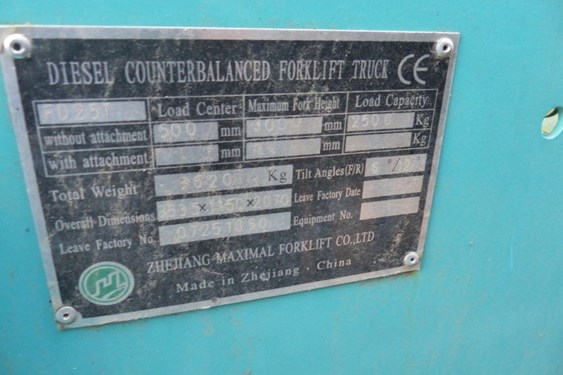 DIESEL COUNTERBALANCED FORKLIFT TRUCK CE
Load Center Maximum Fork Height Load Capacity
without attachment 500 mm mm 2500 Kg
with attachment mm mm Kg
Total Weight Kg Tilt Angles(F/R)
Overall Dimensions × × Leave Factory Date
Leave Factory No. Equipment No.
ZHEJIANG MAXIMAL FORKLIFT CO.,LTD
Made in Zhejiang . China